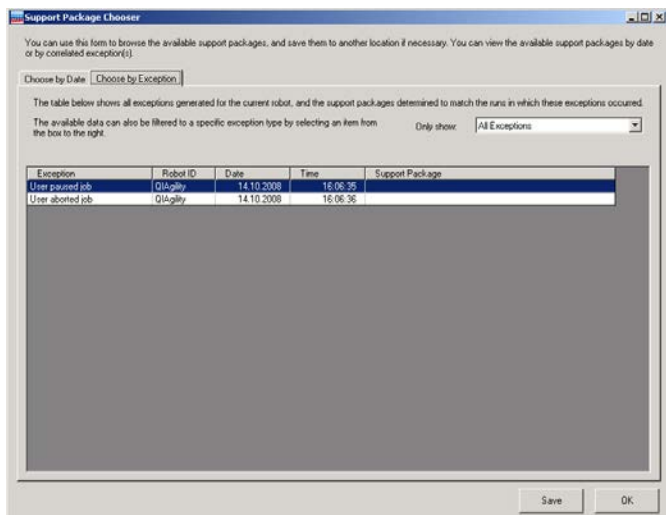 Support Package Chooser
You can use this form to browse the available support packages, and save them to another location if necessary. You can view the available support packages by date
or by correlated exception(s).
Choose by Date Choose by Exception
The table below shows all exceptions generated for the current robot, and the support packages determined to match the runs in which these exceptions occurred.
The available data can also be filtered to a specific exception type by selecting an item from
the box to the right.
Only show: All Exceptions
Exception Robot ID Date Time Support Package
User paused job QIAgility 14.10.2008 16:06:35
User aborted job QIAgility 14.10.2008 16:06:36
Save OK